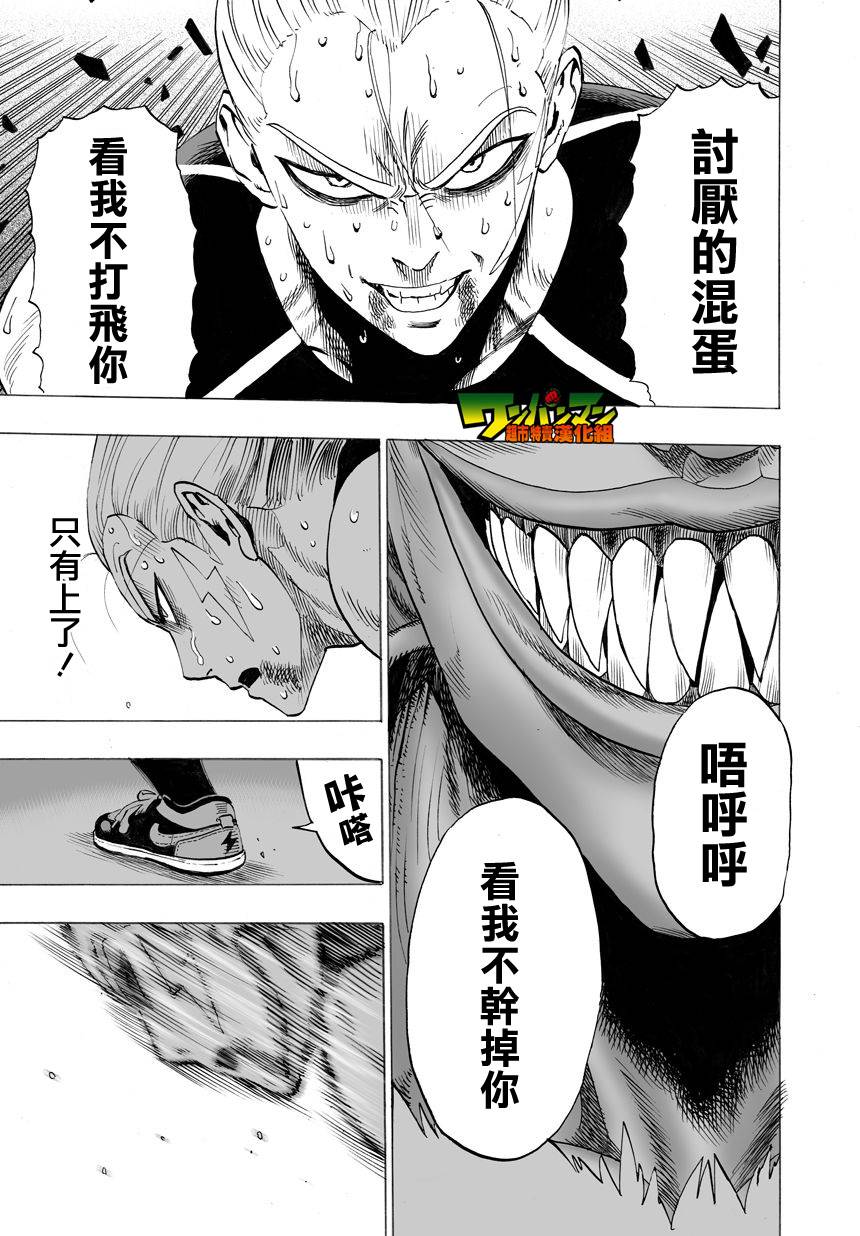 討厭的混蛋
看我不打飛你
ワンパンマン
超市特賣漢化組
唔呼呼
看我不幹掉你
只有上了！
咔嗒